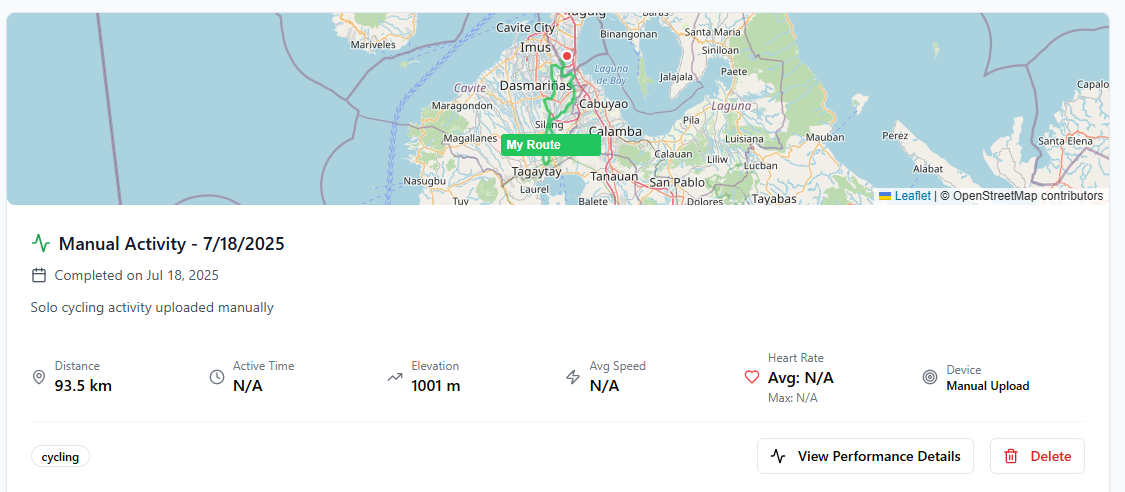 Taguig
Baras
Cavite City
Binangonan
Santa Maria
Mariveles
Imus
Siniloan
Laguna
de Bay
Jalajala
Paete
Cavite
Dasmariñas
Capalo
Maragondon
Cabuyao
Laguna
Silang
Pila
Magallanes
Calamba
Luisiana
Mauban
Perez
Santa Elena
My Route
Calauan
Liliw
Lucban
Alabat
Tagaytay
Tanauan
San Pablo
Nasugbu
Laurel
Tuy
Balete
Dolores
Tayabas
Leaflet | © OpenStreetMap contributors
Manual Activity - 7/18/2025
Completed on Jul 18, 2025
Solo cycling activity uploaded manually
Distance
93.5 km
Active Time
N/A
Elevation
1001 m
Avg Speed
N/A
Heart Rate
Avg: N/A
Max: N/A
Device
Manual Upload
cycling
View Performance Details
Delete